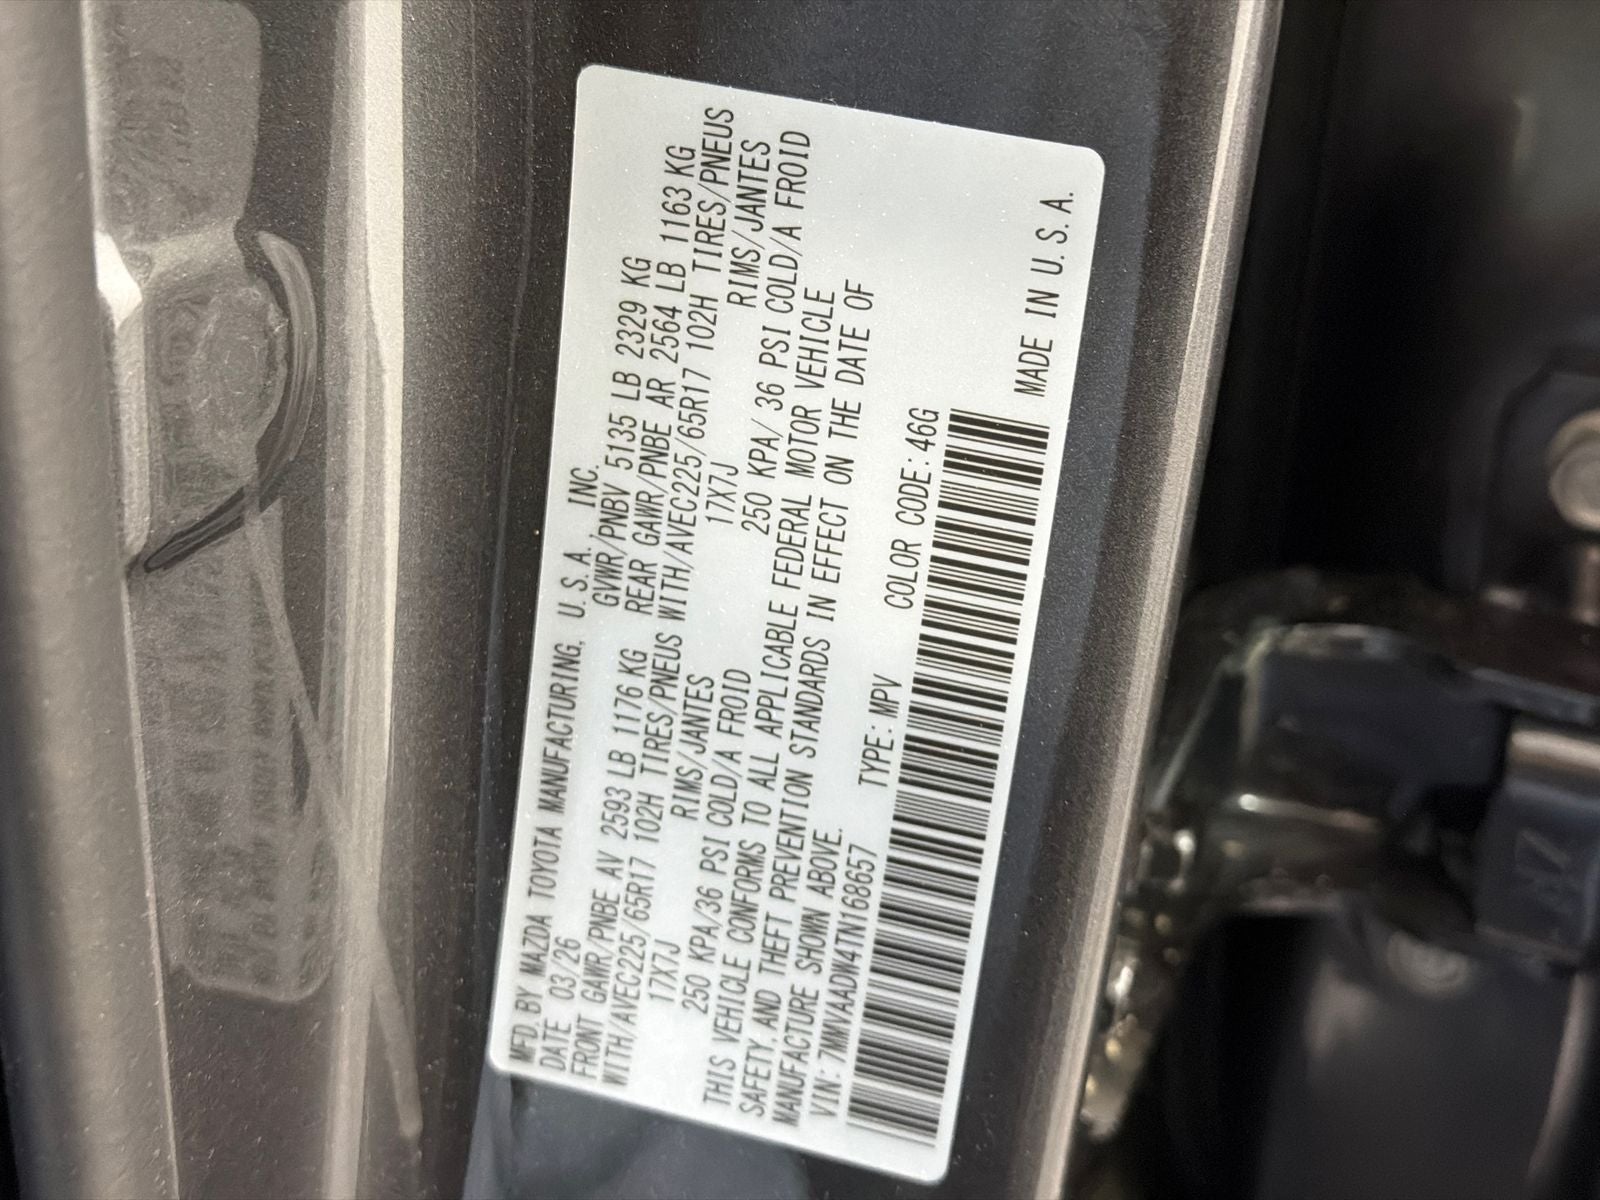 MFD. BY MAZDA TOYOTA MANUFACTURING, U.S.A., INC.
DATE 03/26 GVWR/PNBV 5135 LB 2329 KG
FRONT GAWR/PNBE AV 2593 LB 1176 KG REAR GAWR/PNBE AR 2564 LB 1163 KG
WITH/AVEC225/65R17 102H TIRES/PNEUS WITH/AVEC225/65R17 102H TIRES/PNEUS
17X7J RIMS/JANTES 17X7J RIMS/JANTES
250 KPA/36 PSI COLD/A FROID 250 KPA/ 36 PSI COLD/A FROID
THIS VEHICLE CONFORMS TO ALL APPLICABLE FEDERAL MOTOR VEHICLE
SAFETY, AND THEFT PREVENTION STANDARDS IN EFFECT ON THE DATE OF
MANUFACTURE SHOWN ABOVE.
VIN: 7MMVAADW4TN168657 TYPE: MPV COLOR CODE: 46G
MADE IN U.S.A.